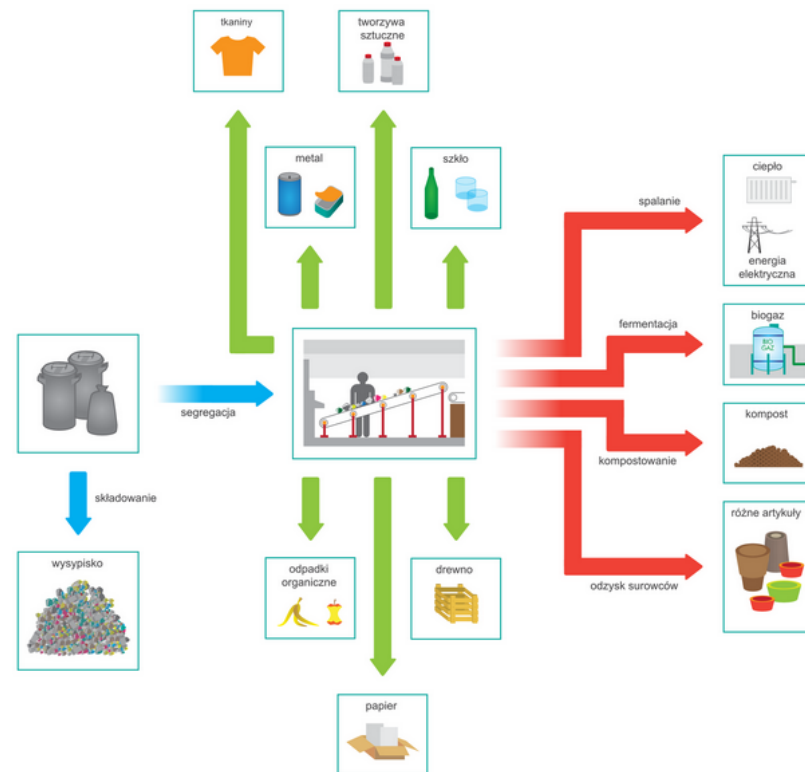 tkaniny
tworzywa
sztuczne
metal
szkło
ciepło
spalanie
energia
elektryczna
fermentacja
biogaz
BIO
GAZ
segregacja
kompost
kompostowanie
składowanie
różne artykuły
wysypisko
odpadki
organiczne
drewno
odzysk surowców
papier